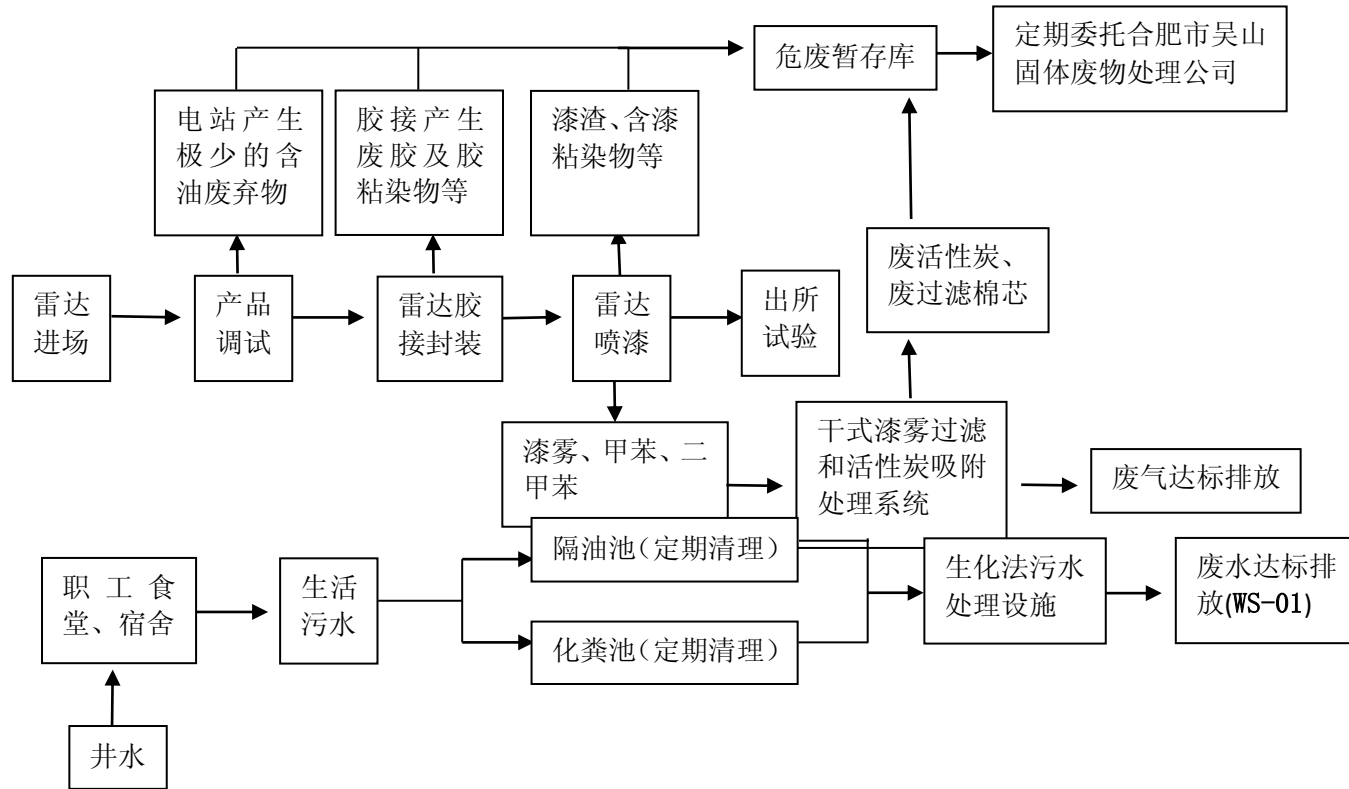 危废暂存库
定期委托合肥市吴山
固体废物处理公司
电站产生
极少的含
油废弃物
胶接产生
废胶及胶
粘染物等
漆渣、含漆
粘染物等
废活性炭、
废过滤棉芯
雷达
进场
产品
调试
雷达胶
接封装
雷达
喷漆
出所
试验
漆雾、甲苯、二
甲苯
干式漆雾过滤
和活性炭吸附
处理系统
废气达标排放
隔油池（定期清理）
职工食
堂、宿舍
生活
污水
生化法污水
处理设施
废水达标排
放(WS-01)
化粪池（定期清理）
井水